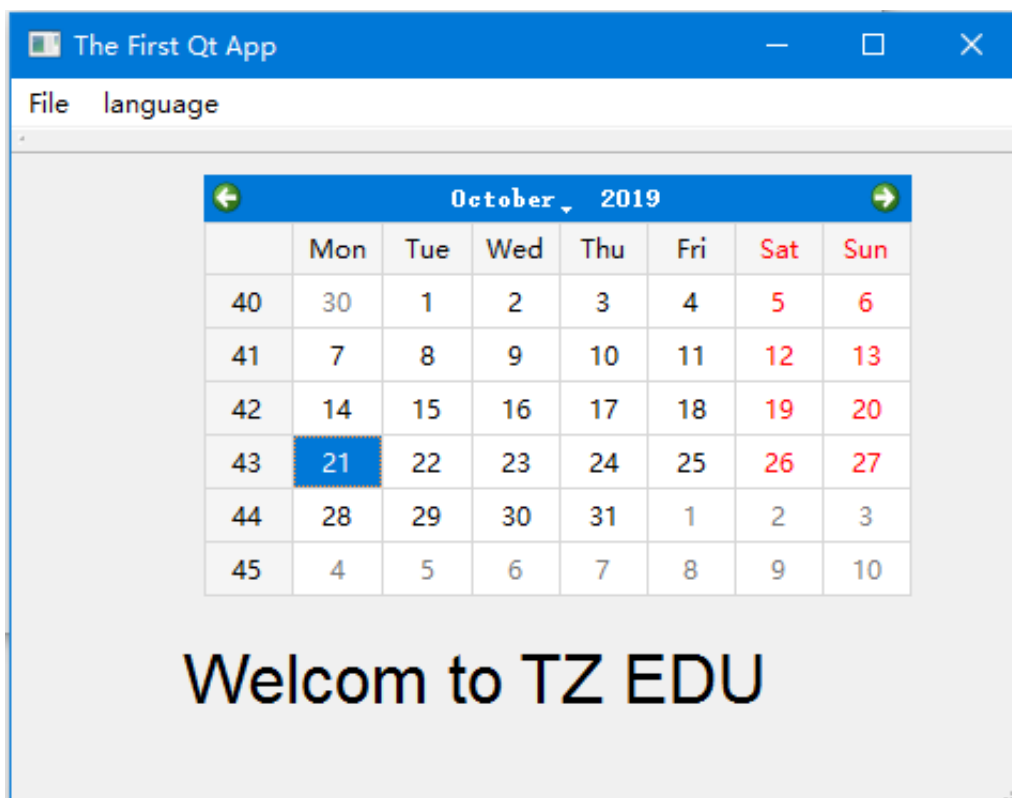 The First Qt App
File language
October 2019
Mon Tue Wed Thu Fri Sat Sun
40 30 1 2 3 4 5 6
41 7 8 9 10 11 12 13
42 14 15 16 17 18 19 20
43 21 22 23 24 25 26 27
44 28 29 30 31 1 2 3
45 4 5 6 7 8 9 10
Welcom to TZ EDU